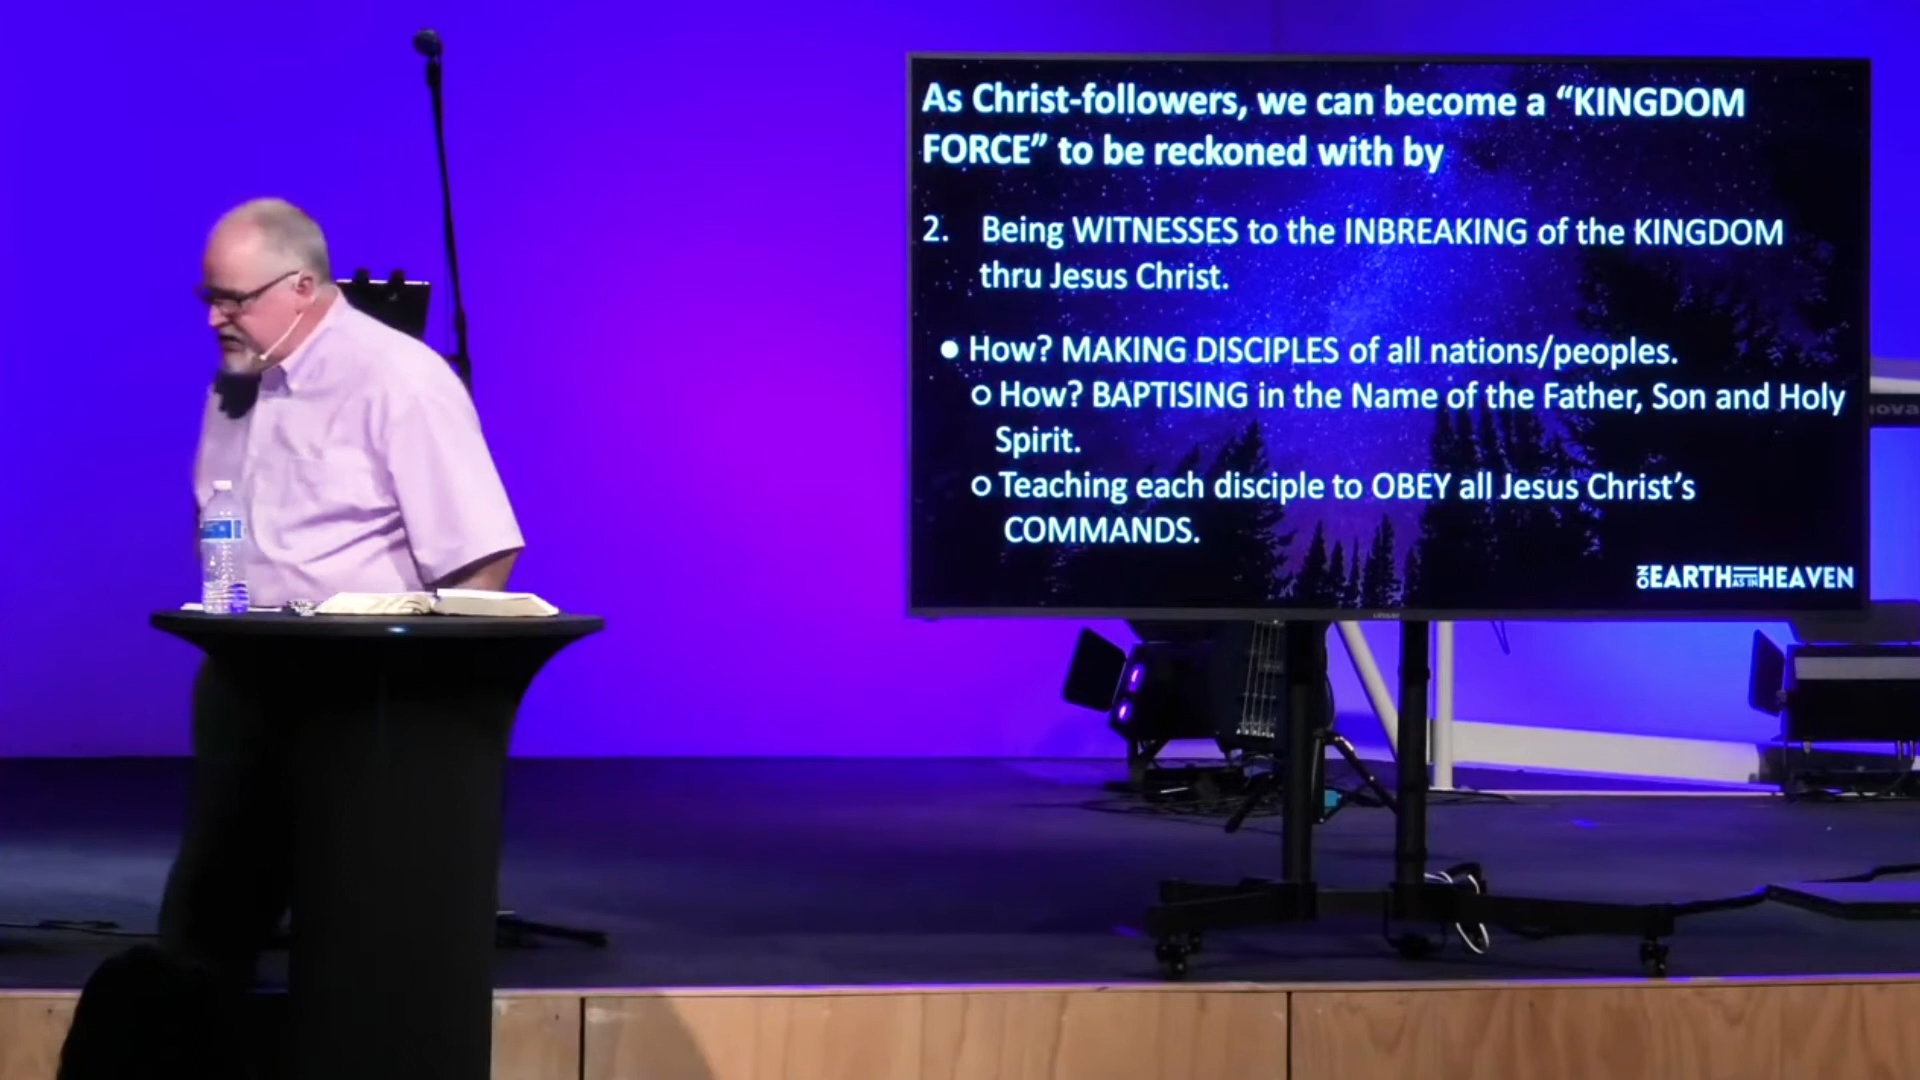 As Christ-followers, we can become a “KINGDOM
FORCE” to be reckoned with by
2. Being WITNESSES to the INBREAKING of the KINGDOM
thru Jesus Christ.
● How? MAKING DISCIPLES of all nations/peoples.
○ How? BAPTISING in the Name of the Father, Son and Holy
Spirit.
○ Teaching each disciple to OBEY all Jesus Christ’s
COMMANDS.
ON EARTH AS IN HEAVEN